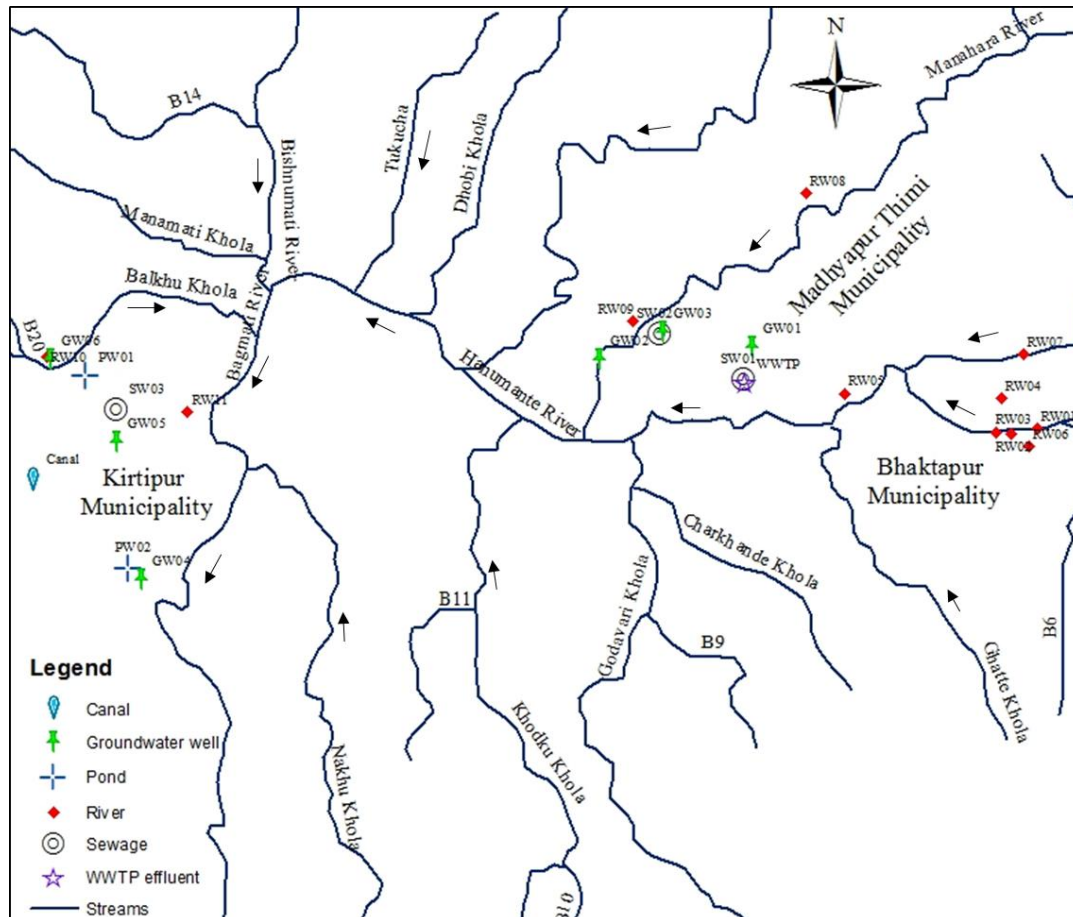 N
Manahara River
B14
Bishnumati River
Tukucha
Dhobi Khola
RW08
Madhyapur Thimi
Municipality
Manamati Khola
Balkhu Khola
Bagmati River
B20
GW06
RW10
PW01
RW09
SW02
GW03
GW02
GW01
SW01
WWTP
Hanumante River
RW07
RW05
RW04
RW03
RW06
SW03
GW05
RW11
Canal
Kirtipur
Municipality
Bhaktapur
Municipality
PW02
GW04
Charkhande Khola
B11
Godavari Khola
B9
Ghatte Khola
B6
Khodku Khola
Nakhu Khola
B10
Legend
Canal
Groundwater well
Pond
River
Sewage
WWTP effluent
Streams